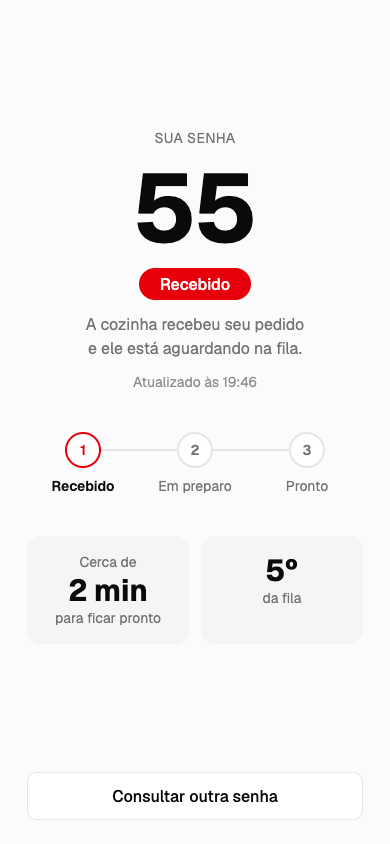 SUA SENHA
55
Recebido
A cozinha recebeu seu pedido
e ele está aguardando na fila.
Atualizado às 19:46
1
2
3
Recebido
Em preparo
Pronto
Cerca de
2 min
para ficar pronto
5º
da fila
Consultar outra senha